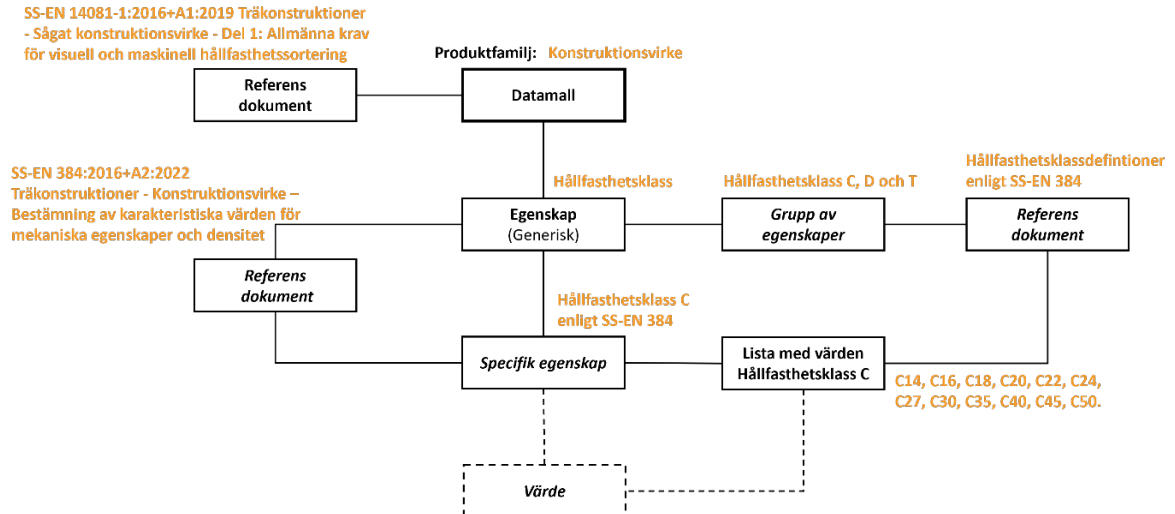 SS-EN 14081-1:2016+A1:2019 Träkonstruktioner
- Sågat konstruktionsvirke - Del 1: Allmänna krav
för visuell och maskinell hållfasthetssortering
Produktfamilj: Konstruktionsvirke
Referens
dokument
Datamall
SS-EN 384:2016+A2:2022
Träkonstruktioner - Konstruktionsvirke –
Bestämning av karakteristiska värden för
mekaniska egenskaper och densitet
Hållfasthetsklass
Hållfasthetsklass C, D och T
Hållfasthetsklassdefintioner
enligt SS-EN 384
Egenskap
(Generisk)
Grupp av
egenskaper
Referens
dokument
Referens
dokument
Hållfasthetsklass C
enligt SS-EN 384
Specifik egenskap
Lista med värden
Hållfasthetsklass C
C14, C16, C18, C20, C22, C24,
C27, C30, C35, C40, C45, C50.
Värde